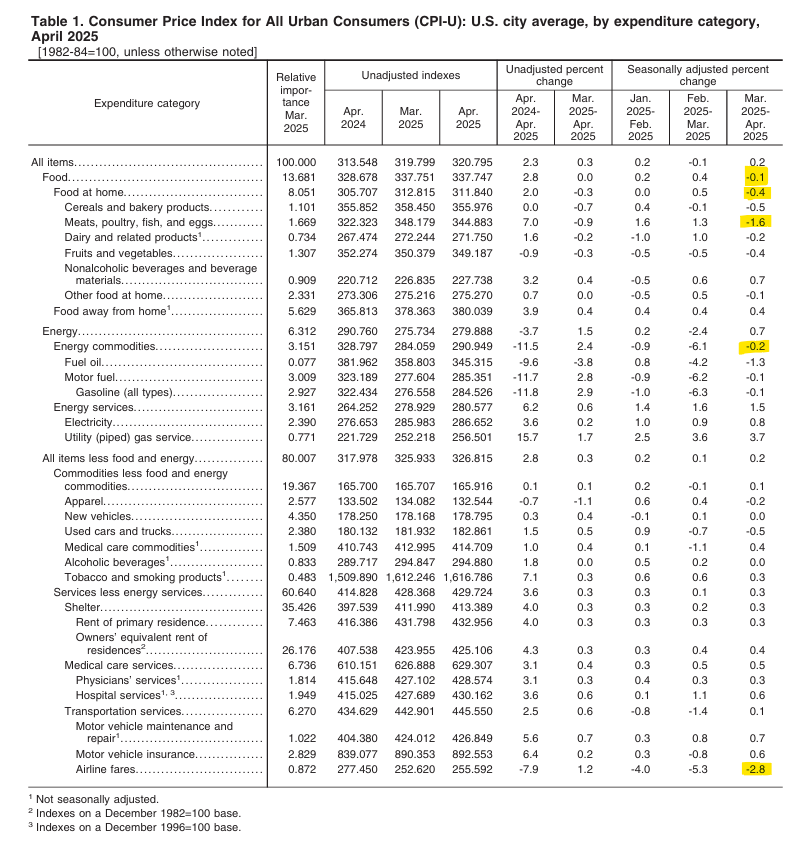 Table 1. Consumer Price Index for All Urban Consumers (CPI-U): U.S. city average, by expenditure category,
April 2025
[1982-84=100, unless otherwise noted]
Expenditure category
Relative
impor-
tance
Mar.
2025
Unadjusted indexes
Unadjusted percent
change
Seasonally adjusted percent
change
Apr.
2024
Mar.
2025
Apr.
2025
Apr.
2024-
Apr.
2025
Mar.
2025-
Apr.
2025
Jan.
2025-
Feb.
2025
Feb.
2025-
Mar.
2025
Mar.
2025-
Apr.
2025
All items 100.000 313.548 319.799 320.795 2.3 0.3 0.2 -0.1 0.2
Food 13.681 328.678 337.751 337.747 2.8 0.0 0.2 0.4 -0.1
Food at home 8.051 305.707 312.815 311.840 2.0 -0.3 0.0 0.5 -0.4
Cereals and bakery products 1.101 355.852 358.450 355.976 0.0 -0.7 0.4 -0.1 -0.5
Meats, poultry, fish, and eggs 1.669 322.323 348.179 344.883 7.0 -0.9 1.6 1.3 -1.6
Dairy and related products¹ 0.734 267.474 272.244 271.750 1.6 -0.2 -1.0 1.0 -0.2
Fruits and vegetables 1.307 352.274 350.379 349.187 -0.9 -0.3 -0.5 -0.5 -0.4
Nonalcoholic beverages and beverage
materials 0.909 220.712 226.835 227.738 3.2 0.4 -0.5 0.6 0.7
Other food at home 2.331 273.306 275.216 275.270 0.7 0.0 -0.5 0.5 -0.1
Food away from home¹ 5.629 365.813 378.363 380.039 3.9 0.4 0.4 0.4 0.4
Energy 6.312 290.760 275.734 279.888 -3.7 1.5 0.2 -2.4 0.7
Energy commodities 3.151 328.797 284.059 290.949 -11.5 2.4 -0.9 -6.1 -0.2
Fuel oil 0.077 381.962 358.803 345.315 -9.6 -3.8 0.8 -4.2 -1.3
Motor fuel 3.009 323.189 277.604 285.351 -11.7 2.8 -0.9 -6.2 -0.1
Gasoline (all types) 2.927 322.434 276.558 284.526 -11.8 2.9 -1.0 -6.3 -0.1
Energy services 3.161 264.252 278.929 280.577 6.2 0.6 1.4 1.6 1.5
Electricity 2.390 276.653 285.983 286.652 3.6 0.2 1.0 0.9 0.8
Utility (piped) gas service 0.771 221.729 252.218 256.501 15.7 1.7 2.5 3.6 3.7
All items less food and energy 80.007 317.978 325.933 326.815 2.8 0.3 0.2 0.1 0.2
Commodities less food and energy
commodities 19.367 165.700 165.707 165.916 0.1 0.1 0.2 -0.1 0.1
Apparel 2.577 133.502 134.082 132.544 -0.7 -1.1 0.6 0.4 -0.2
New vehicles 4.350 178.250 178.168 178.795 0.3 0.4 -0.1 0.1 0.0
Used cars and trucks 2.380 180.132 181.932 182.861 1.5 0.5 0.9 -0.7 -0.5
Medical care commodities¹ 1.509 410.743 412.995 414.709 1.0 0.4 0.1 -1.1 0.4
Alcoholic beverages¹ 0.833 289.717 294.847 294.880 1.8 0.0 0.5 0.2 0.0
Tobacco and smoking products¹ 0.483 1,509.890 1,612.246 1,616.786 7.1 0.3 0.6 0.6 0.3
Services less energy services 60.640 414.828 428.368 429.724 3.6 0.3 0.3 0.1 0.3
Shelter 35.426 397.539 411.990 413.389 4.0 0.3 0.3 0.2 0.3
Rent of primary residence 7.463 416.386 431.798 432.956 4.0 0.3 0.3 0.3 0.3
Owners' equivalent rent of
residences² 26.176 407.538 423.955 425.106 4.3 0.3 0.3 0.4 0.4
Medical care services 6.736 610.151 626.888 629.307 3.1 0.4 0.3 0.5 0.5
Physicians' services¹ 1.814 415.648 427.102 428.574 3.1 0.3 0.4 0.3 0.3
Hospital services¹, ³ 1.949 415.025 427.689 430.162 3.6 0.6 0.1 1.1 0.6
Transportation services 6.270 434.629 442.901 445.550 2.5 0.6 -0.8 -1.4 0.1
Motor vehicle maintenance and
repair¹ 1.022 404.380 424.012 426.849 5.6 0.7 0.3 0.8 0.7
Motor vehicle insurance 2.829 839.077 890.353 892.553 6.4 0.2 0.3 -0.8 0.6
Airline fares 0.872 277.450 252.620 255.592 -7.9 1.2 -4.0 -5.3 -2.8
¹ Not seasonally adjusted.
² Indexes on a December 1982=100 base.
³ Indexes on a December 1996=100 base.